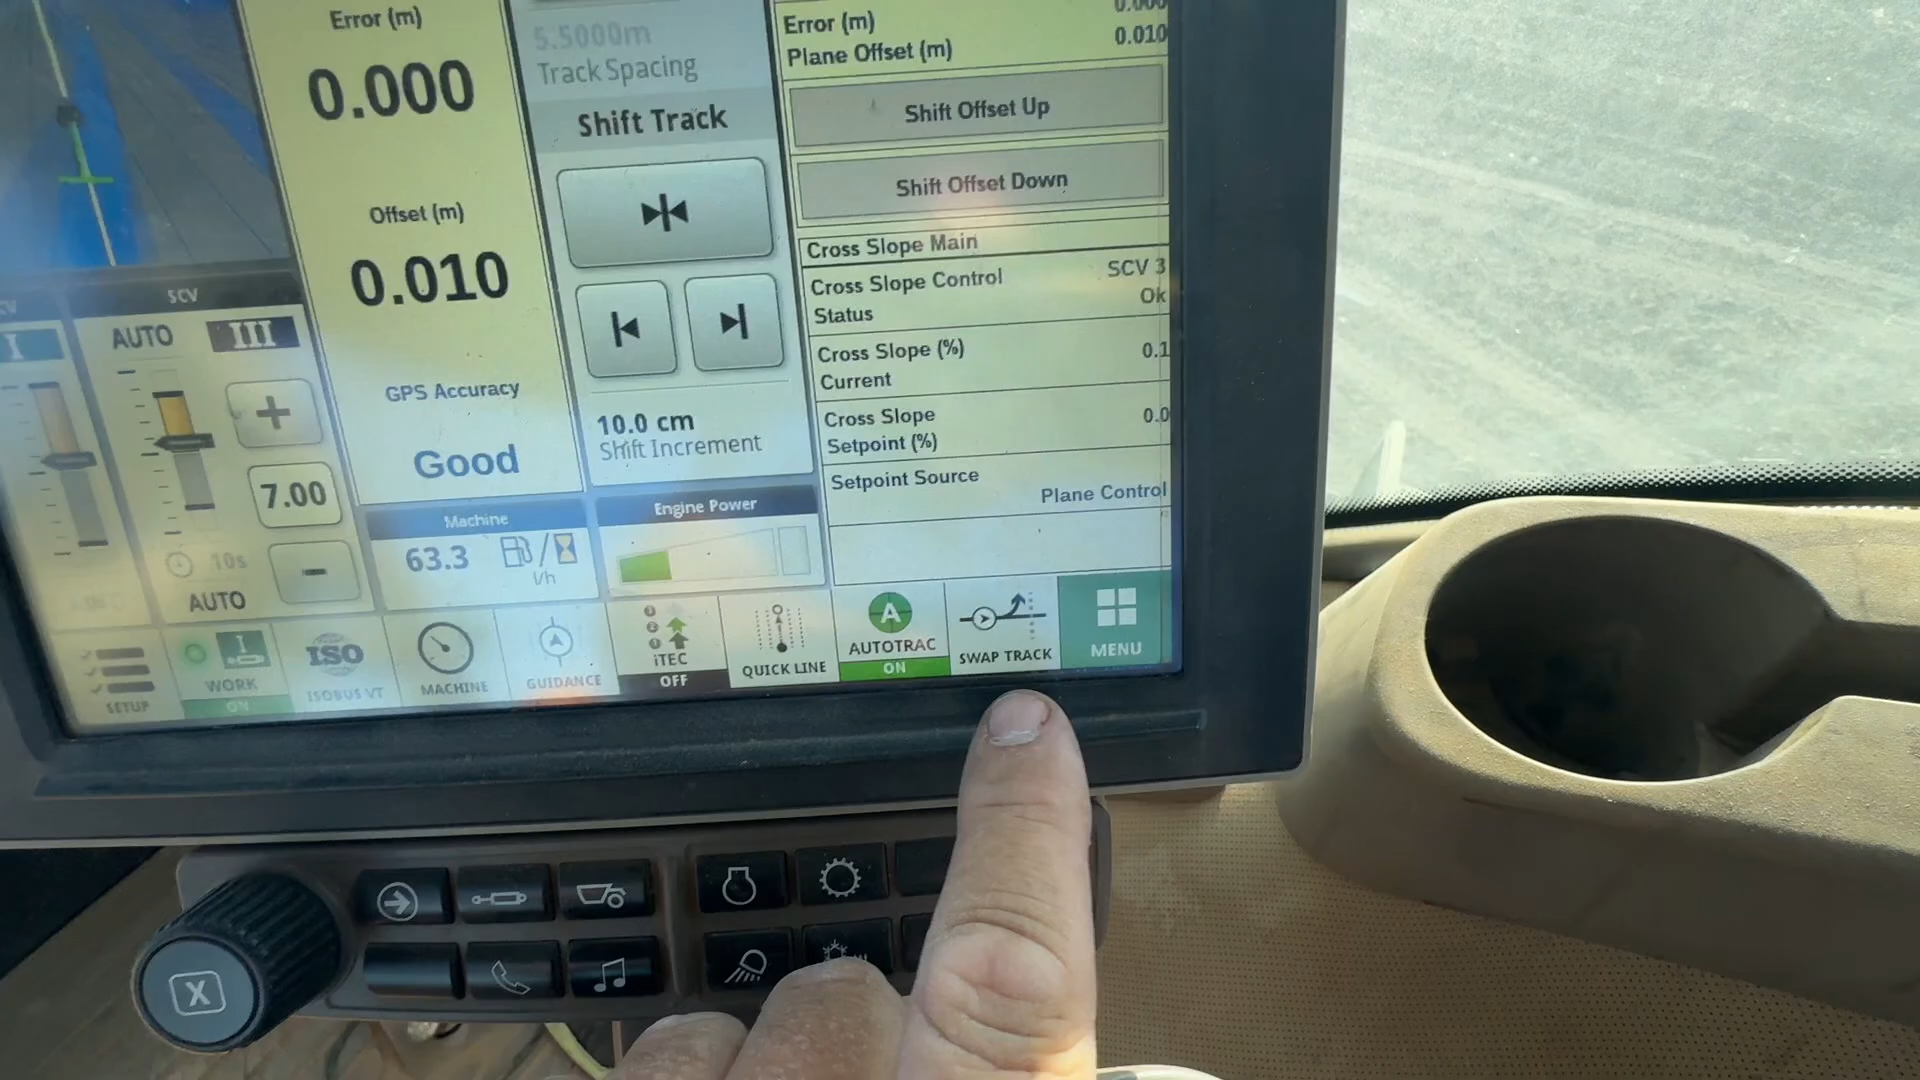 Error (m)
0.000
Offset (m)
0.010
GPS Accuracy
Good
5.5000m
Track Spacing
Shift Track
10.0 cm
Shift Increment
Error (m) 0.000
Plane Offset (m) 0.010
Shift Offset Up
Shift Offset Down
Cross Slope Main
Cross Slope Control SCV 3
Status Ok
Cross Slope (%) 0.1
Current
Cross Slope 0.0
Setpoint (%)
Setpoint Source
Plane Control
SCV
I
AUTO III
7.00
10s
AUTO
Machine
63.3
l/h
Engine Power
SETUP
WORK
ON
ISO
ISOBUS VT
MACHINE
GUIDANCE
iTEC
OFF
QUICK LINE
A
AUTOTRAC
ON
SWAP TRACK
MENU
X